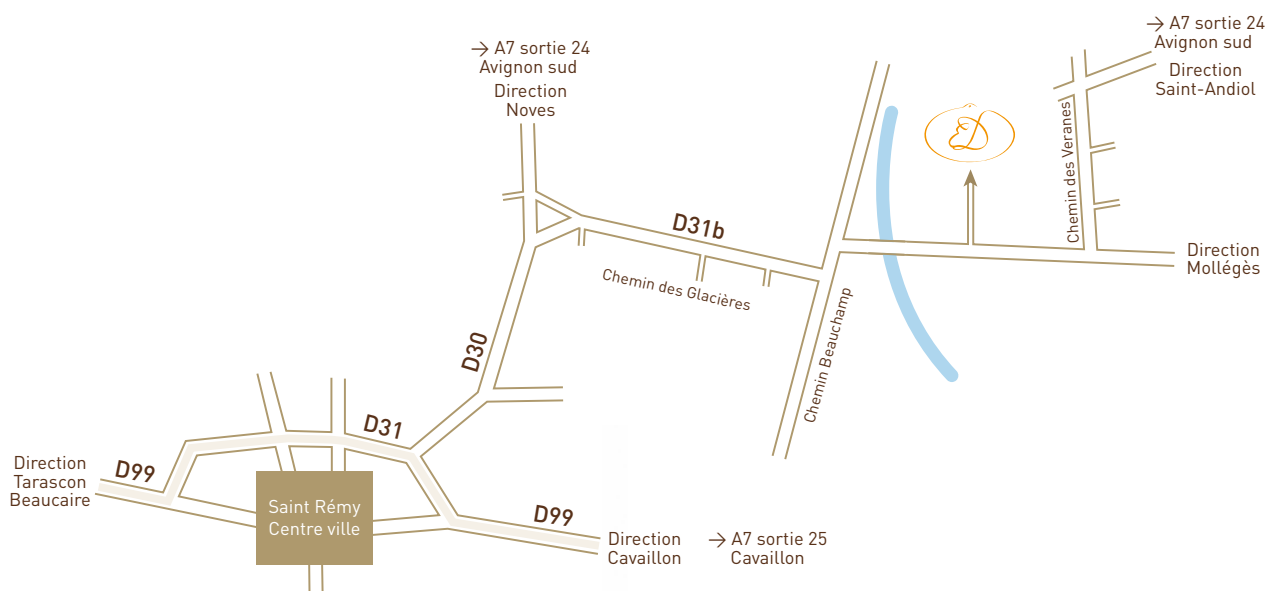 → A7 sortie 24
Avignon sud
Direction
Noves
→ A7 sortie 24
Avignon sud
Direction
Saint-Andiol
Chemin des Veranes
D31b
Chemin des Glacières
Direction
Mollégès
Chemin Beauchamp
D30
D31
Direction
Tarascon
Beaucaire
D99
Saint Rémy
Centre ville
D99
Direction
Cavaillon
→ A7 sortie 25
Cavaillon